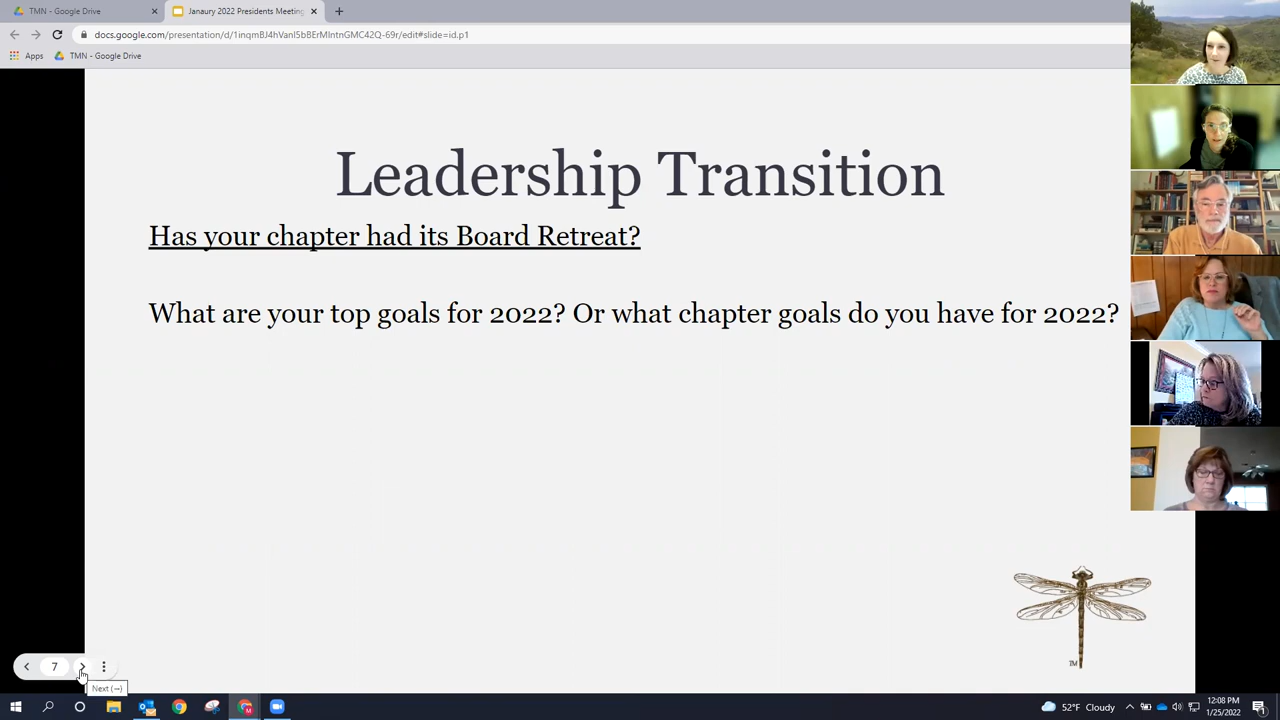 TMN - Google Drive
Janaury 2022 Presidents Meeting
docs.google.com/presentation/d/1inqmBJ4hVanI5bBErMIntnGMC42Q-69r/edit#slide=id.p1
Apps
TMN - Google Drive
Leadership Transition
Has your chapter had its Board Retreat?
What are your top goals for 2022? Or what chapter goals do you have for 2022?
TM
7
Next (→)
52°F Cloudy
12:08 PM
1/25/2022
1